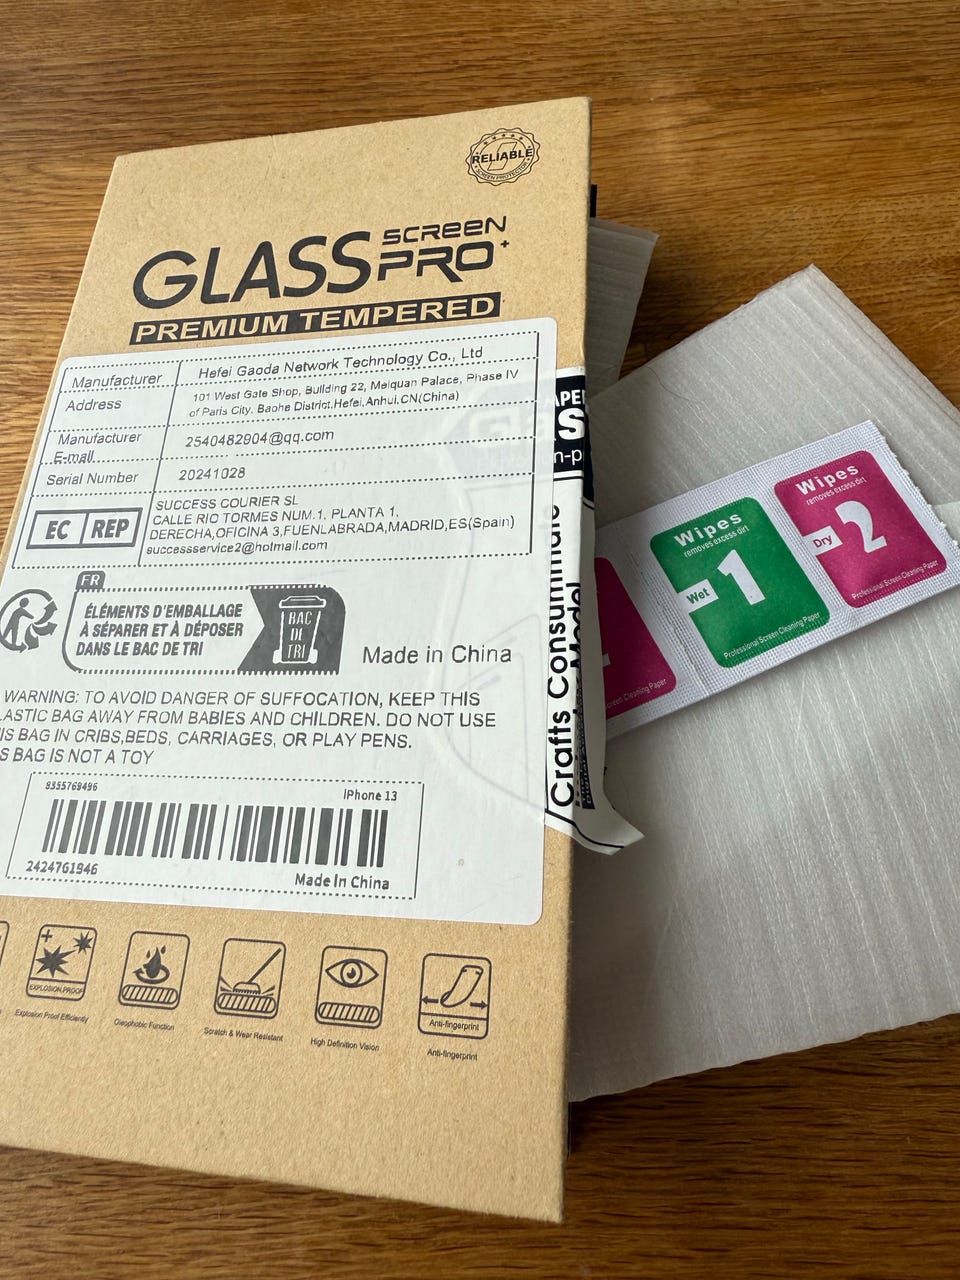 RELIABLE
SCREEN PROTECTOR
GLASS SCREEN PRO+
PREMIUM TEMPERED
Manufacturer Hefei Gaoda Network Technology Co., Ltd
Address 101 West Gate Shop, Building 22, Meiquan Palace, Phase IV
of Paris City, Baohe District,Hefei,Anhui,CN(China)
Manufacturer
E-mail 2540482904@qq.com
Serial Number 20241028
EC REP
SUCCESS COURIER SL
CALLE RIO TORMES NUM.1, PLANTA 1,
DERECHA,OFICINA 3,FUENLABRADA,MADRID,ES(Spain)
successservice2@hotmail.com
FR
ÉLÉMENTS D'EMBALLAGE
À SÉPARER ET À DÉPOSER
DANS LE BAC DE TRI
BAC
DE
TRI
Made in China
WARNING: TO AVOID DANGER OF SUFFOCATION, KEEP THIS
LASTIC BAG AWAY FROM BABIES AND CHILDREN. DO NOT USE
IS BAG IN CRIBS,BEDS, CARRIAGES, OR PLAY PENS.
S BAG IS NOT A TOY
9355769496
iPhone 13
2424761946
Made In China
EXPLOSION.PROOF
Explosion Proof Efficiently
Oleophobic Function
Scratch & Wear Resistant
High Definition Vision
Anti-fingerprint
Anti-fingerprint
APE
S
n-p
Crafts Consummate
Model
creen Cleaning Paper
Wipes
removes excess dirt
Wet 1
Professional Screen Cleaning Paper
Wipes
removes excess dirt
Dry 2
Professional Screen Cleaning Paper